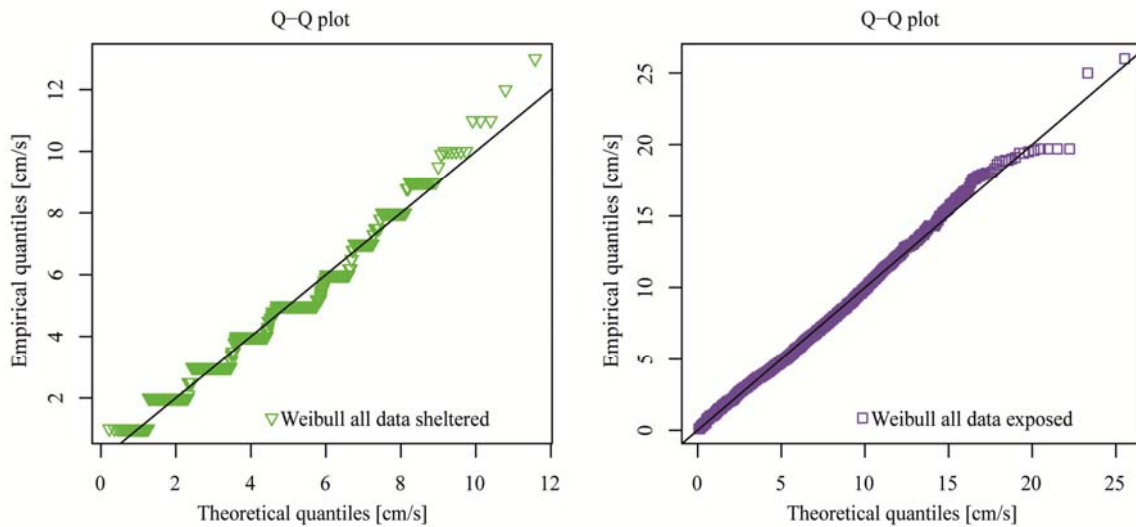 Q−Q plot
Empirical quantiles [cm/s]
12
10
8
6
4
2
Weibull all data sheltered
0 2 4 6 8 10 12
Theoretical quantiles [cm/s]
Q−Q plot
Empirical quantiles [cm/s]
25
20
15
10
5
0
Weibull all data exposed
0 5 10 15 20 25
Theoretical quantiles [cm/s]